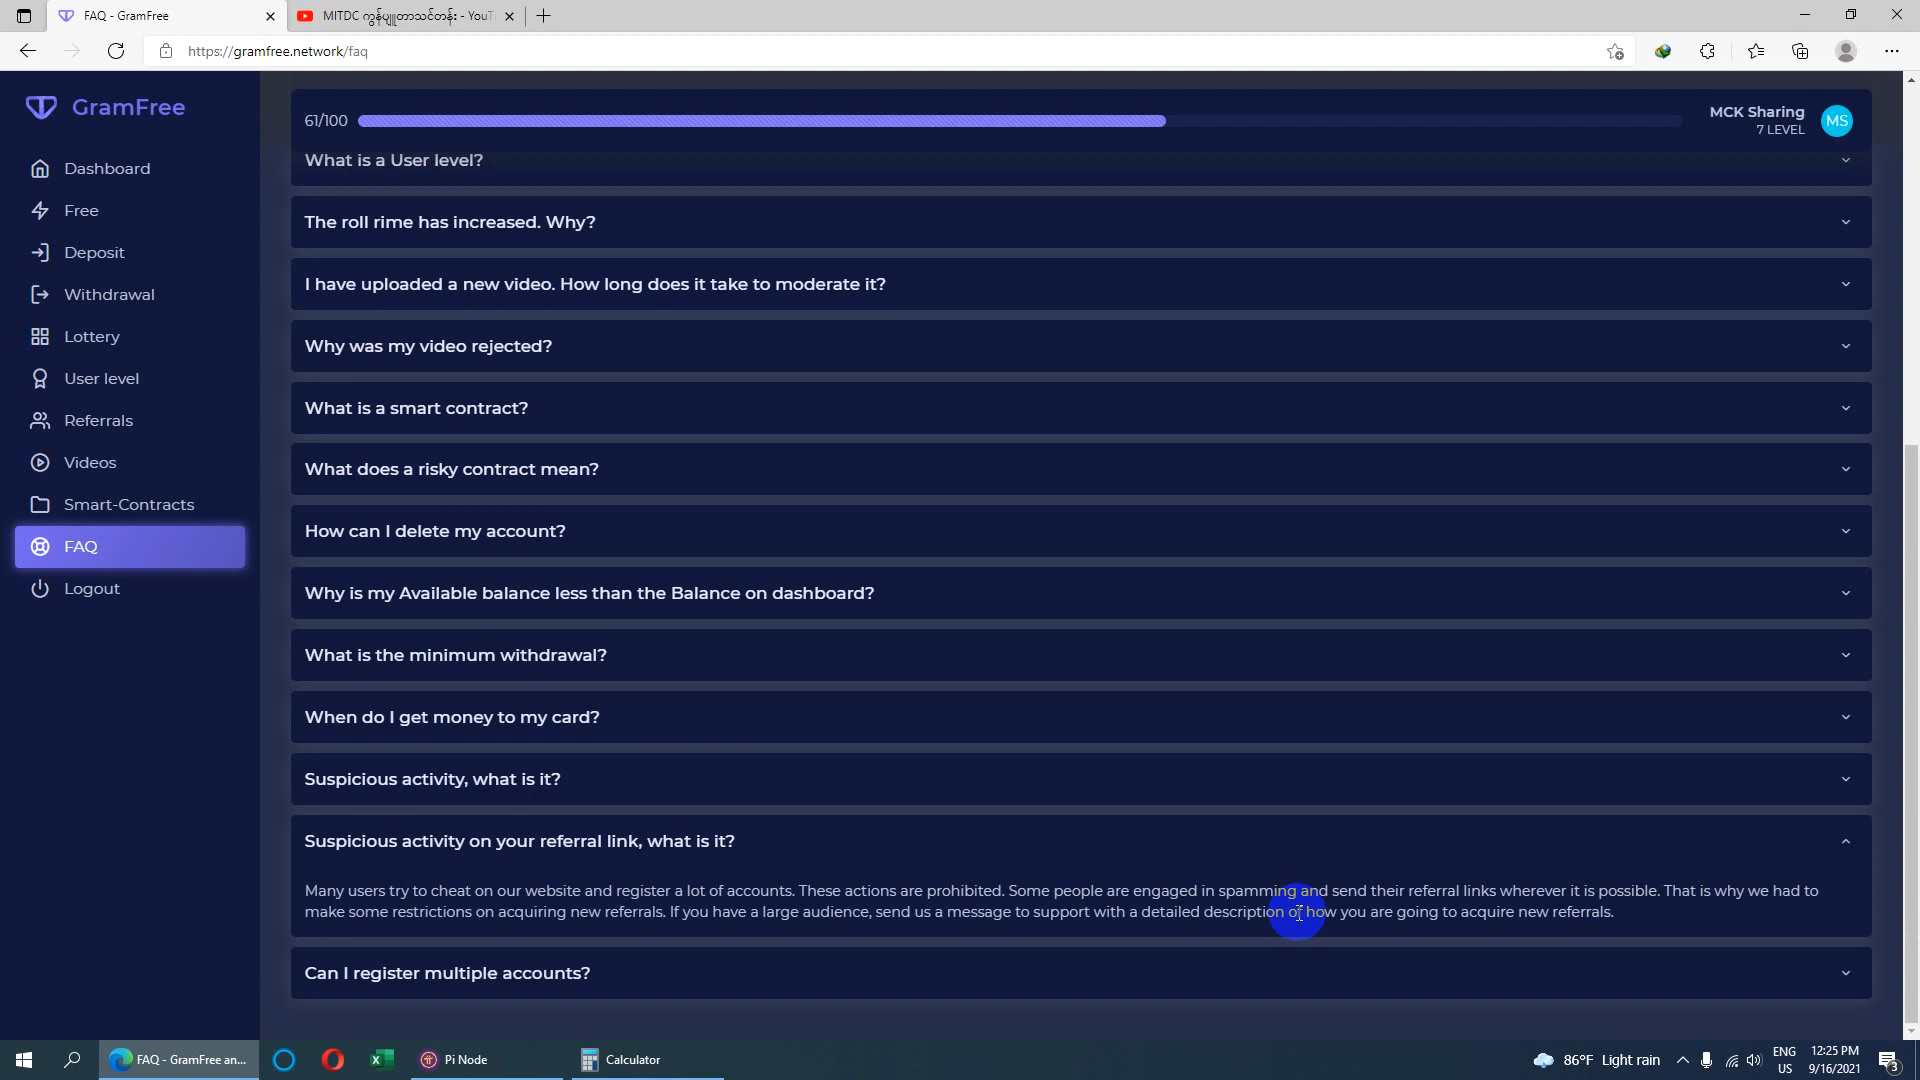 FAQ - GramFree
MITDC ကွန်ပျူတာသင်တန်း - YouT
https://gramfree.network/faq
GramFree
61/100
MCK Sharing
7 LEVEL
MS
Dashboard
Free
Deposit
Withdrawal
Lottery
User level
Referrals
Videos
Smart-Contracts
FAQ
Logout
What is a User level?
The roll rime has increased. Why?
I have uploaded a new video. How long does it take to moderate it?
Why was my video rejected?
What is a smart contract?
What does a risky contract mean?
How can I delete my account?
Why is my Available balance less than the Balance on dashboard?
What is the minimum withdrawal?
When do I get money to my card?
Suspicious activity, what is it?
Suspicious activity on your referral link, what is it?
Many users try to cheat on our website and register a lot of accounts. These actions are prohibited. Some people are engaged in spamming and send their referral links wherever it is possible. That is why we had to
make some restrictions on acquiring new referrals. If you have a large audience, send us a message to support with a detailed description of how you are going to acquire new referrals.
Can I register multiple accounts?
FAQ - GramFree an...
Pi Node
Calculator
86°F Light rain
ENG
US
12:25 PM
9/16/2021
3